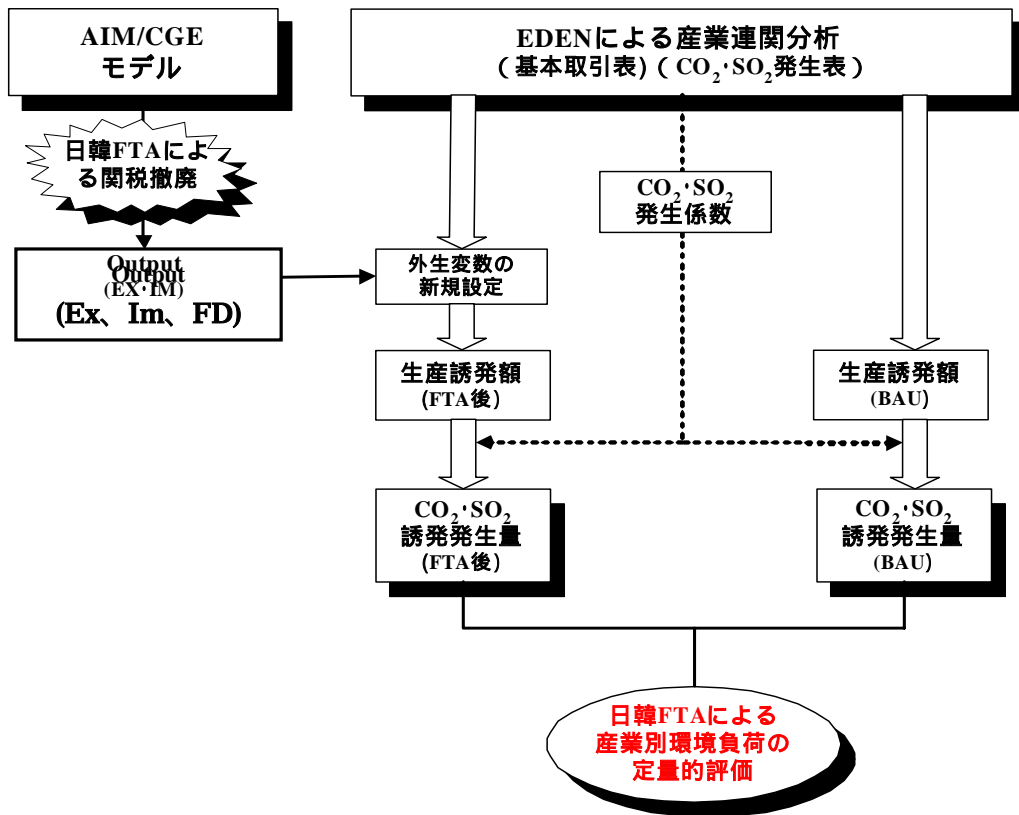 AIM/CGE
モデル
EDENによる産業連関分析
(基本取引表)(CO₂·SO₂発生表)
日韓FTAによ
る関税撤廃
CO₂·SO₂
発生係数
Output
Output
(EX·IM)
(Ex、Im、FD)
外生変数の
新規設定
生産誘発額
(FTA後)
生産誘発額
(BAU)
CO₂·SO₂
誘発発生量
(FTA後)
CO₂·SO₂
誘発発生量
(BAU)
日韓FTAによる
産業別環境負荷の
定量的評価